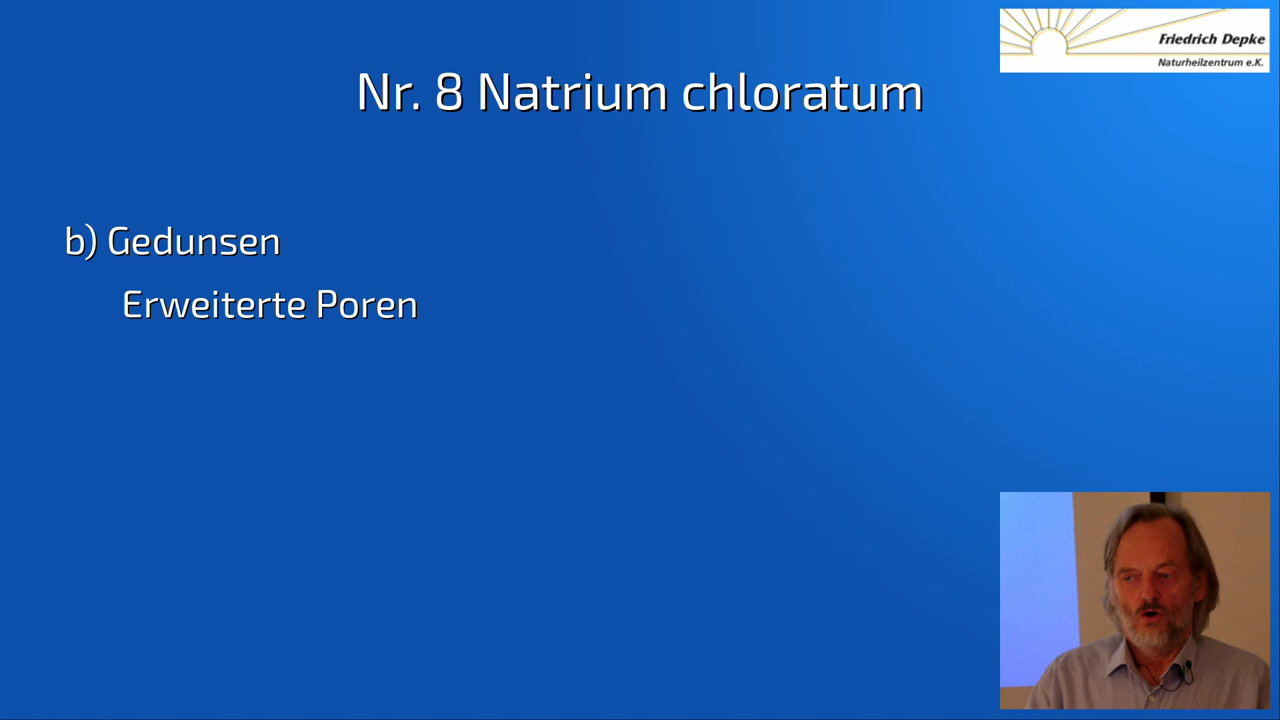 Friedrich Depke
Naturheilzentrum e.K.
Nr. 8 Natrium chloratum
b) Gedunsen
Erweiterte Poren